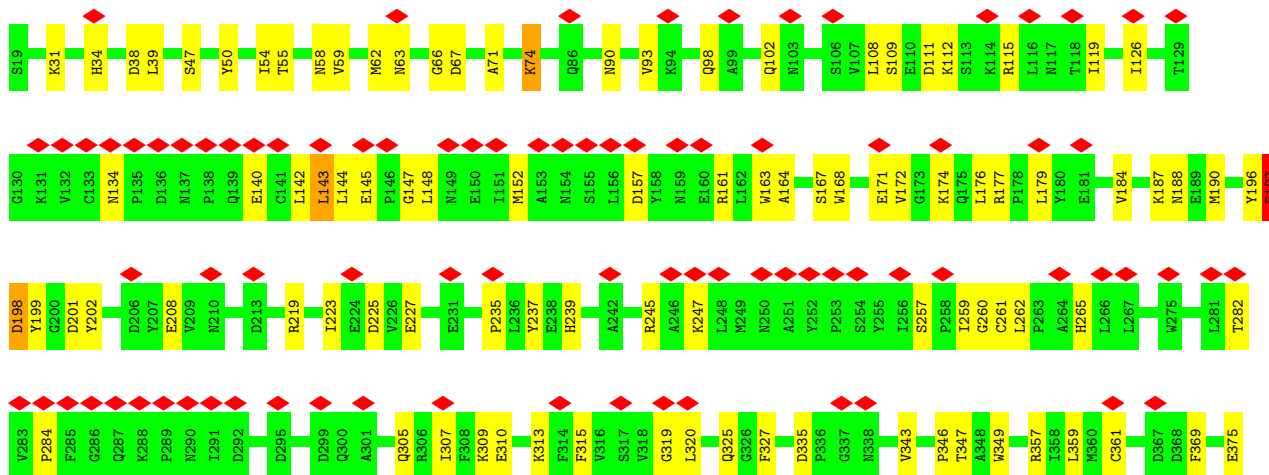 S19 K31 H34 D38 L39 S47 Y50 I54 T55 N58 V59 M62 N63 G66 D67 A71 K74 Q86 N90 V93 K94 Q98 A99 Q102 N103 S106 V107 L108 S109 E110 D111 K112 S113 K114 R115 L116 N117 T118 I119 I126 T129
G130 K131 V132 C133 N134 P135 D136 N137 P138 Q139 E140 C141 L142 L143 L144 E145 P146 G147 L148 N149 E150 I151 M152 A153 N154 S155 L156 D157 Y158 N159 E160 R161 L162 W163 A164 S167 W168 E171 V172 G173 K174 Q175 L176 R177 P178 L179 Y180 E181 V184 K187 N188 E189 M190 Y196
D198 Y199 G200 D201 Y202 D206 Y207 E208 V209 N210 D213 R219 I223 E224 D225 V226 E227 E231 P235 L236 Y237 E238 H239 A242 R245 A246 K247 L248 M249 N250 A251 Y252 P253 S254 Y255 I256 S257 P258 I259 G260 C261 L262 P263 A264 H265 L266 L267 W275 L281 T282
V283 P284 F285 G286 Q287 K288 P289 N290 I291 D292 D295 D299 Q300 A301 Q305 R306 I307 F308 K309 E310 K313 F314 F315 V316 S317 V318 G319 L320 Q325 G326 F327 D335 P336 G337 N338 V343 P346 T347 A348 W349 R357 I358 L359 M360 C361 D367 D368 F369 E375